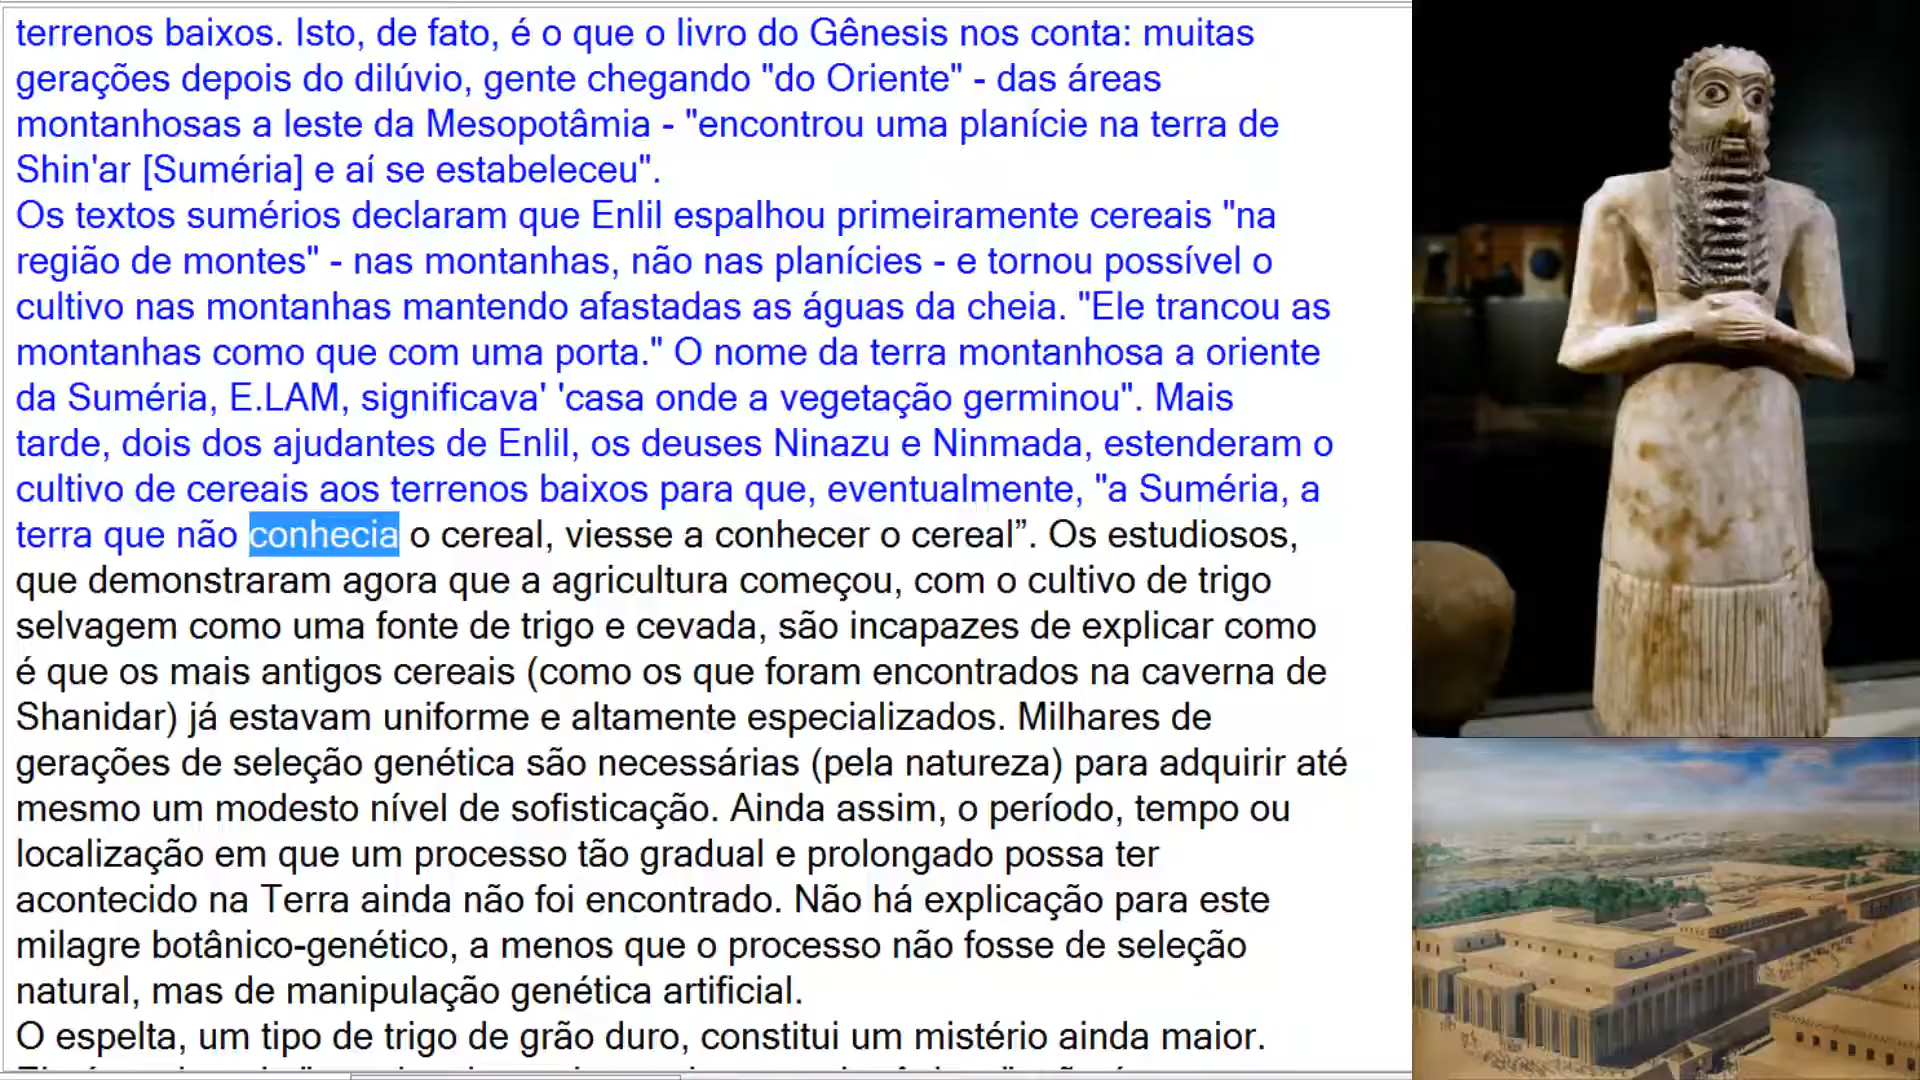 terrenos baixos. Isto, de fato, é o que o livro do Gênesis nos conta: muitas
gerações depois do dilúvio, gente chegando "do Oriente" - das áreas
montanhosas a leste da Mesopotâmia - "encontrou uma planície na terra de
Shin'ar [Suméria] e aí se estabeleceu".
Os textos sumérios declaram que Enlil espalhou primeiramente cereais "na
região de montes" - nas montanhas, não nas planícies - e tornou possível o
cultivo nas montanhas mantendo afastadas as águas da cheia. "Ele trancou as
montanhas como que com uma porta." O nome da terra montanhosa a oriente
da Suméria, E.LAM, significava' 'casa onde a vegetação germinou". Mais
tarde, dois dos ajudantes de Enlil, os deuses Ninazu e Ninmada, estenderam o
cultivo de cereais aos terrenos baixos para que, eventualmente, "a Suméria, a
terra que não conhecia o cereal, viesse a conhecer o cereal”. Os estudiosos,
que demonstraram agora que a agricultura começou, com o cultivo de trigo
selvagem como uma fonte de trigo e cevada, são incapazes de explicar como
é que os mais antigos cereais (como os que foram encontrados na caverna de
Shanidar) já estavam uniforme e altamente especializados. Milhares de
gerações de seleção genética são necessárias (pela natureza) para adquirir até
mesmo um modesto nível de sofisticação. Ainda assim, o período, tempo ou
localização em que um processo tão gradual e prolongado possa ter
acontecido na Terra ainda não foi encontrado. Não há explicação para este
milagre botânico-genético, a menos que o processo não fosse de seleção
natural, mas de manipulação genética artificial.
O espelta, um tipo de trigo de grão duro, constitui um mistério ainda maior.